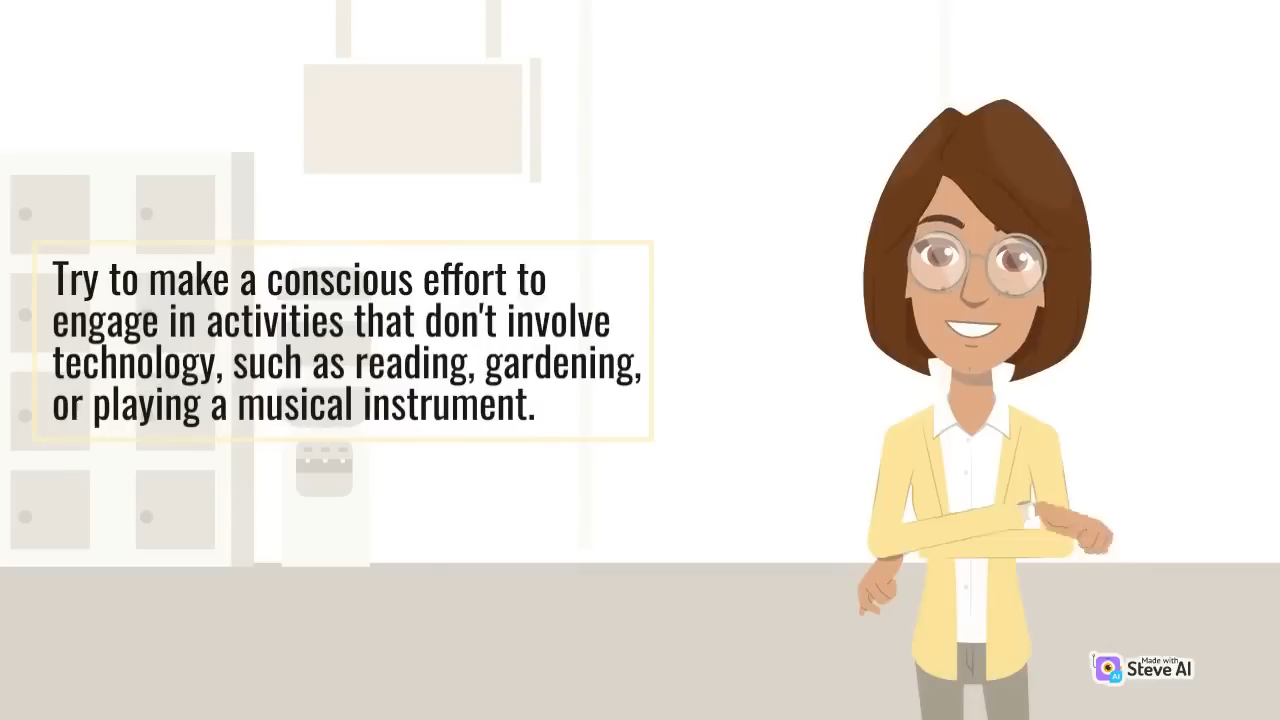 Try to make a conscious effort to
engage in activities that don't involve
technology, such as reading, gardening,
or playing a musical instrument.
Made with
Steve AI
AI